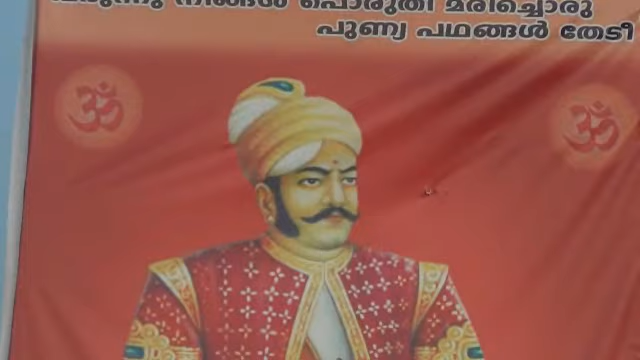 നിങ്ങൾ പൊരുതി മരിച്ചൊരു
പുണ്യ പഥങ്ങൾ തേടീ
ॐ
ॐ